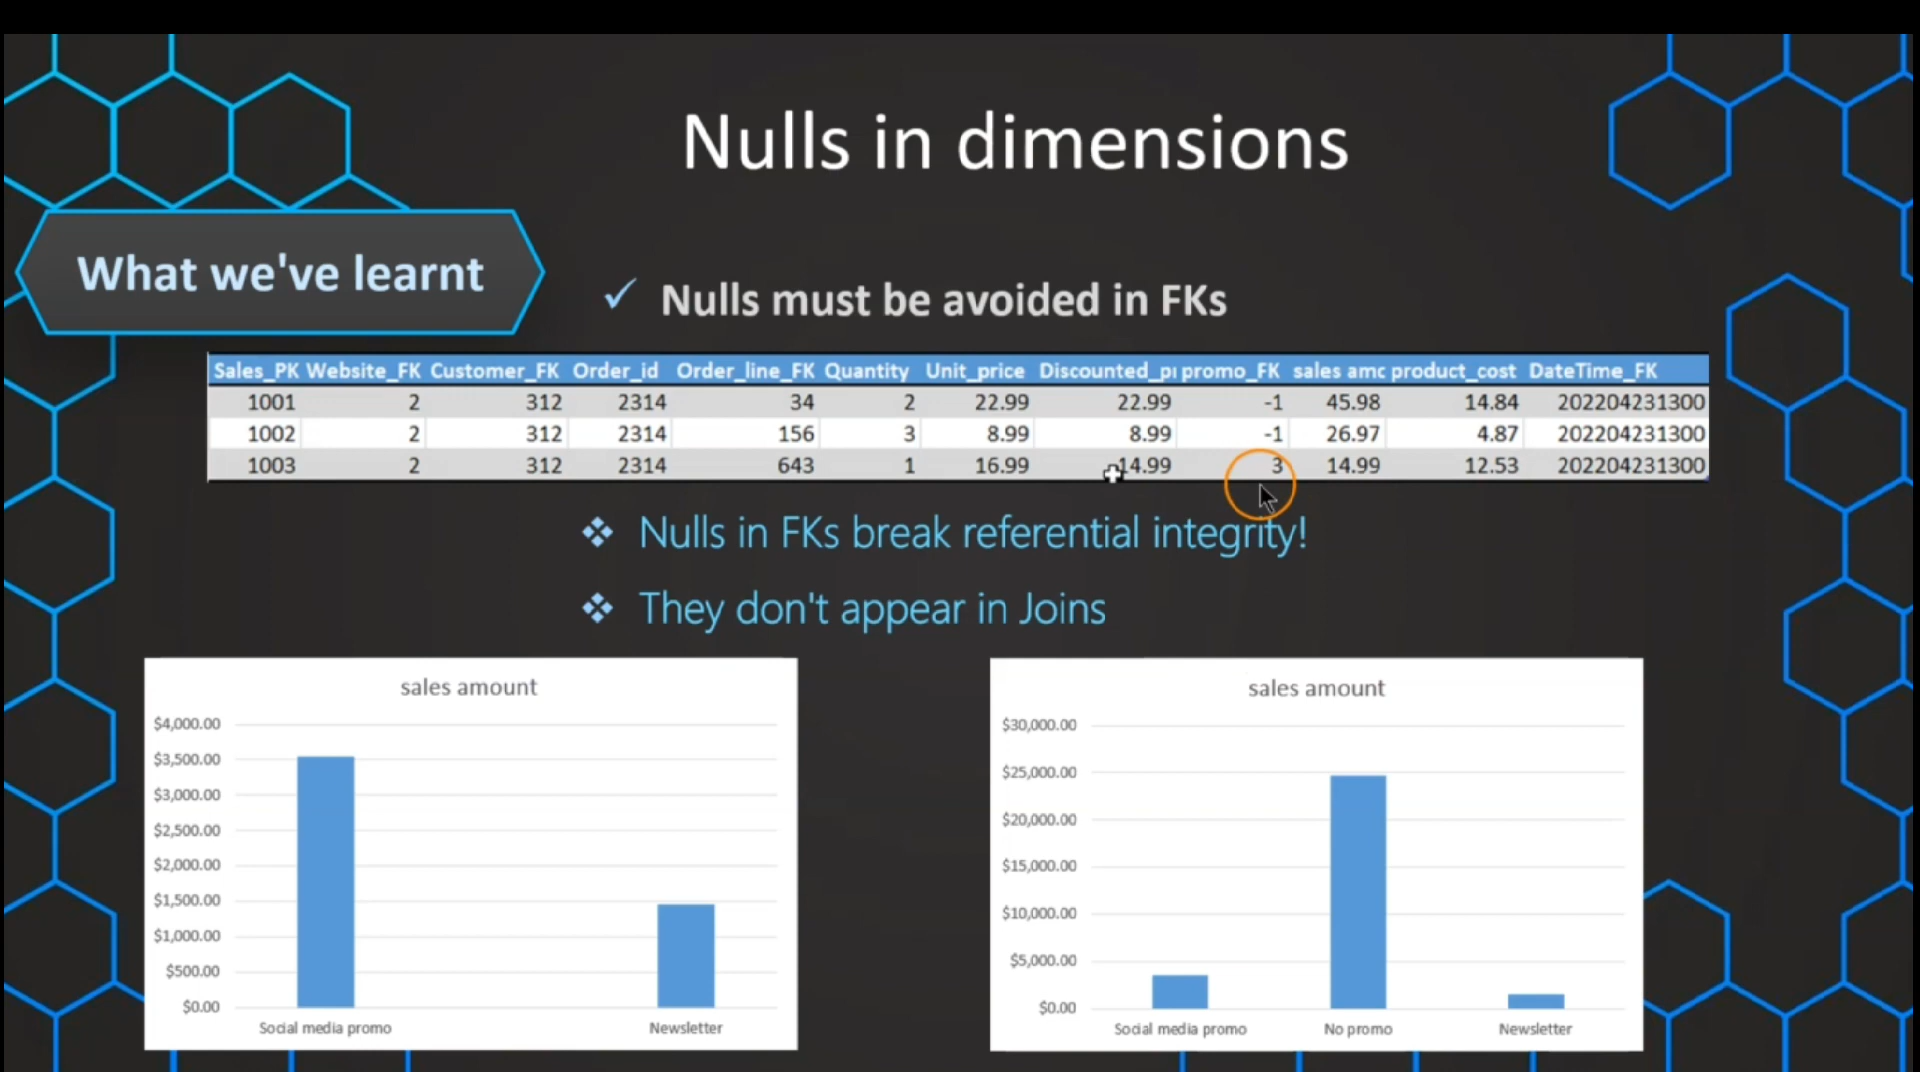 Nulls in dimensions
What we've learnt
✓ Nulls must be avoided in FKs
Sales_PK Website_FK Customer_FK Order_id Order_line_FK Quantity Unit_price Discounted_pr promo_FK sales amo product_cost DateTime_FK
1001 2 312 2314 34 2 22.99 22.99 -1 45.98 14.84 202204231300
1002 2 312 2314 156 3 8.99 8.99 -1 26.97 4.87 202204231300
1003 2 312 2314 643 1 16.99 14.99 3 14.99 12.53 202204231300
❖ Nulls in FKs break referential integrity!
❖ They don't appear in Joins
sales amount
$4,000.00
$3,500.00
$3,000.00
$2,500.00
$2,000.00
$1,500.00
$1,000.00
$500.00
$0.00
Social media promo Newsletter
sales amount
$30,000.00
$25,000.00
$20,000.00
$15,000.00
$10,000.00
$5,000.00
$0.00
Social media promo No promo Newsletter